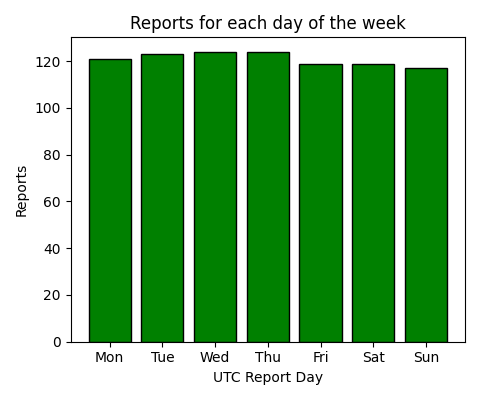 Reports for each day of the week
120
100
80
60
40
20
0
Reports
Mon Tue Wed Thu Fri Sat Sun
UTC Report Day